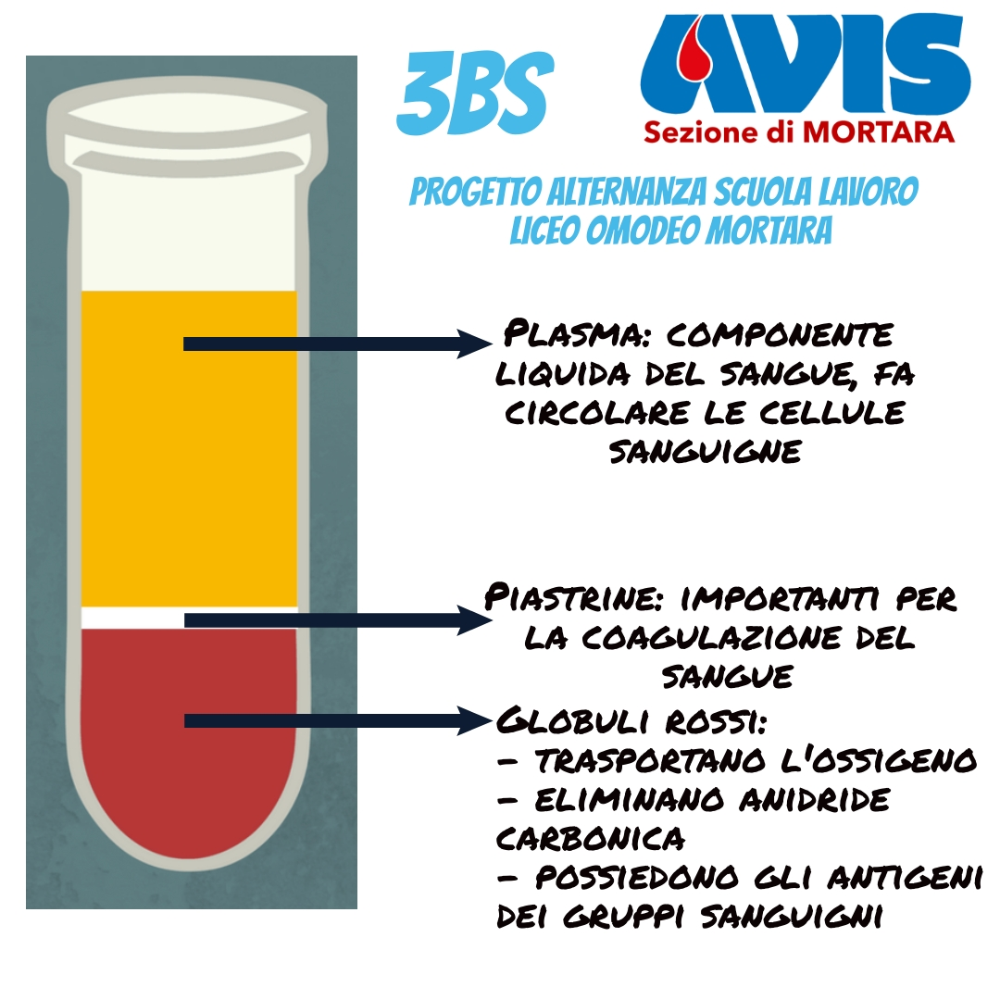 3BS
AVIS
Sezione di MORTARA
PROGETTO ALTERNANZA SCUOLA LAVORO
LICEO OMODEO MORTARA
PLASMA: COMPONENTE
LIQUIDA DEL SANGUE, FA
CIRCOLARE LE CELLULE
SANGUIGNE
PIASTRINE: IMPORTANTI PER
LA COAGULAZIONE DEL
SANGUE
GLOBULI ROSSI:
- TRASPORTANO L'OSSIGENO
- ELIMINANO ANIDRIDE
CARBONICA
- POSSIEDONO GLI ANTIGENI
DEI GRUPPI SANGUIGNI